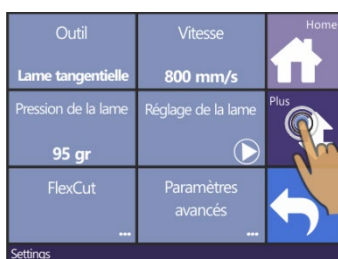 Outil
Lame tangentielle
Vitesse
800 mm/s
Home
Pression de la lame
95 gr
Réglage de la lame
Plus
FlexCut
...
Paramètres
avancés
...
Settings